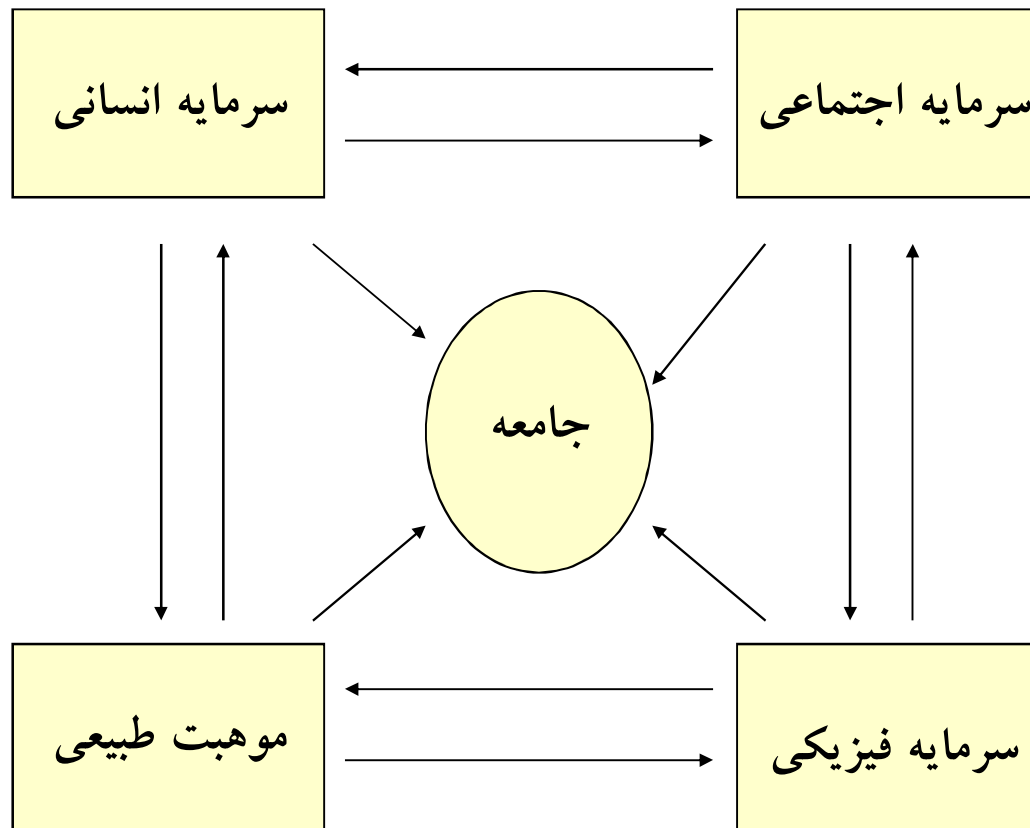 سرمایه اجتماعی
سرمایه انسانی
جامعه
سرمایه فیزیکی
موهبت طبیعی